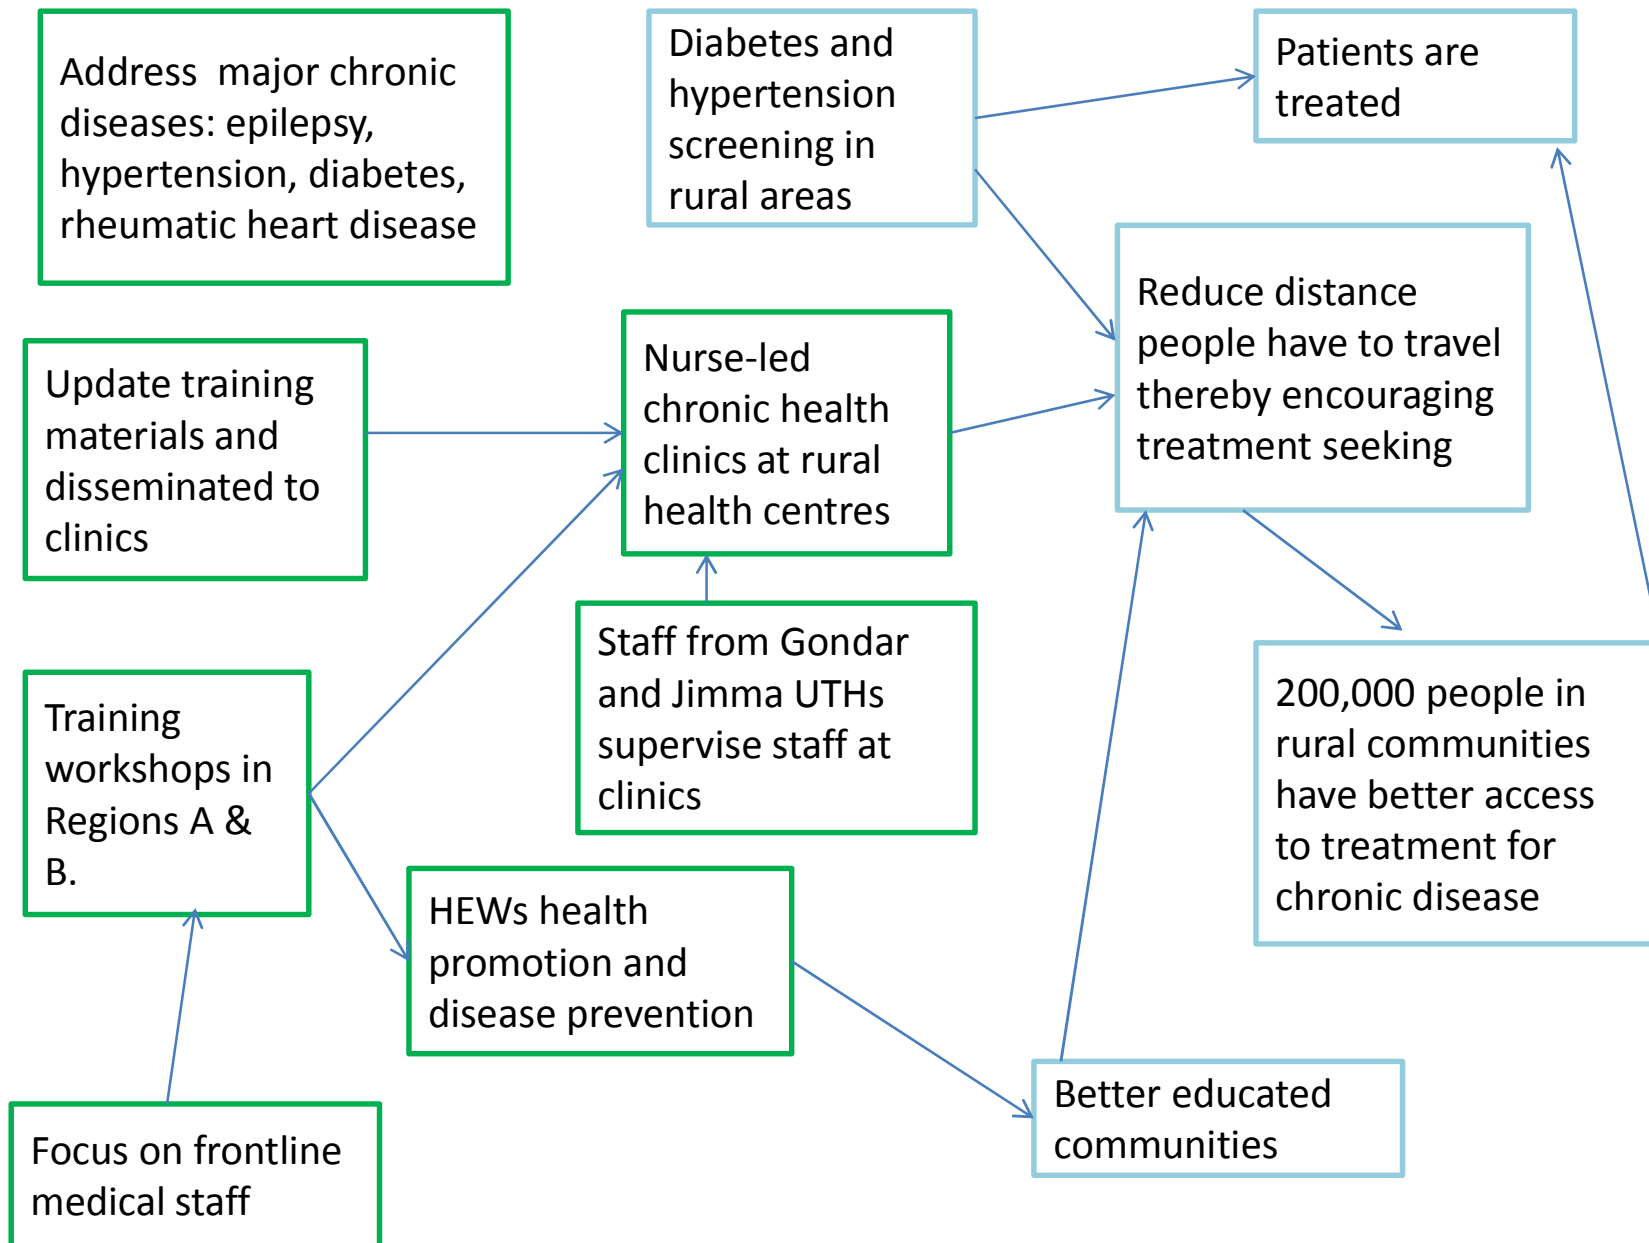 Address  major chronic
diseases: epilepsy,
hypertension, diabetes,
rheumatic heart disease
Diabetes and
hypertension
screening in
rural areas
Patients are
treated
Update training
materials and
disseminated to
clinics
Nurse-led
chronic health
clinics at rural
health centres
Reduce distance
people have to travel
thereby encouraging
treatment seeking
Training
workshops in
Regions A &
B.
Staff from Gondar
and Jimma UTHs
supervise staff at
clinics
200,000 people in
rural communities
have better access
to treatment for
chronic disease
HEWs health
promotion and
disease prevention
Better educated
communities
Focus on frontline
medical staff